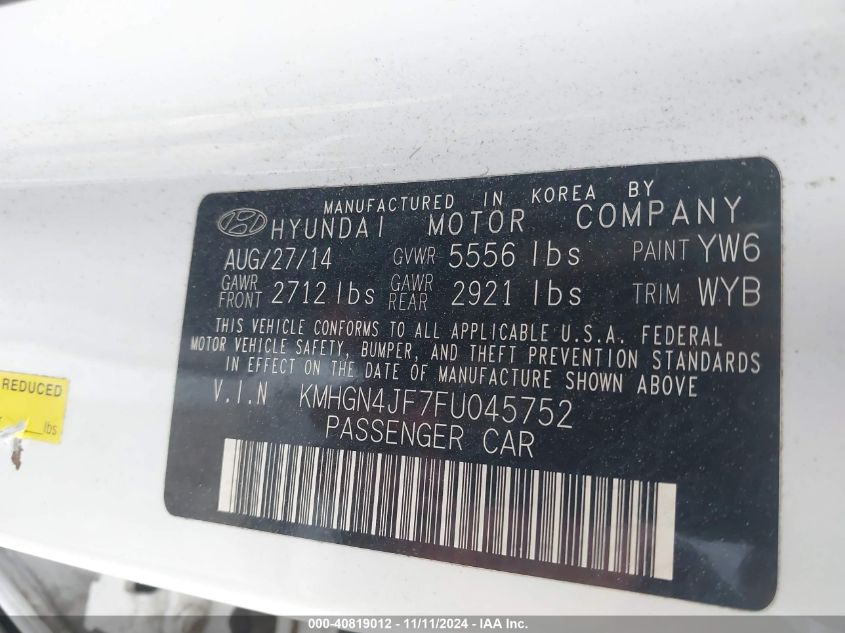 MANUFACTURED IN KOREA BY
HYUNDAI MOTOR COMPANY
AUG/27/14 GVWR 5556 lbs PAINT YW6
GAWR FRONT 2712 lbs GAWR REAR 2921 lbs TRIM WYB
THIS VEHICLE CONFORMS TO ALL APPLICABLE U.S.A. FEDERAL
MOTOR VEHICLE SAFETY, BUMPER, AND THEFT PREVENTION STANDARDS
IN EFFECT ON THE DATE OF MANUFACTURE SHOWN ABOVE
V.I.N KMHGN4JF7FU045752
PASSENGER CAR
REDUCED
lbs
000-40819012 - 11/11/2024 - IAA Inc.